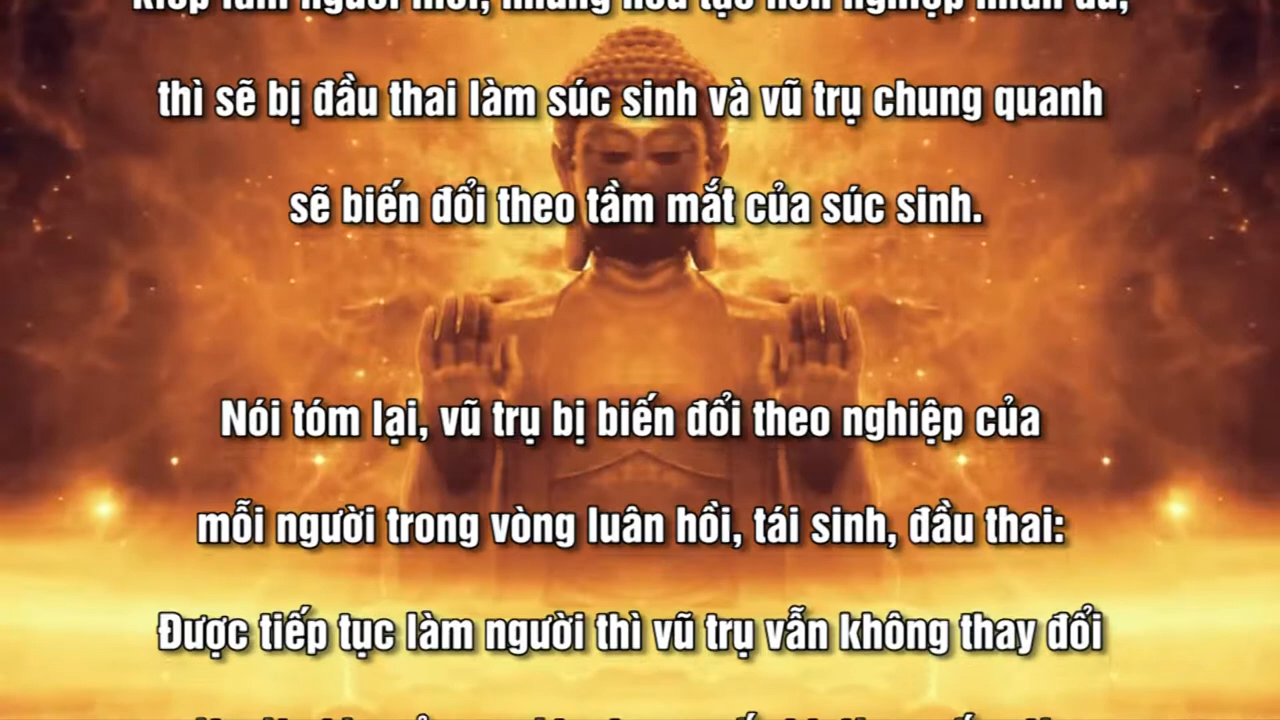 thì sẽ bị đầu thai làm súc sinh và vũ trụ chung quanh
sẽ biến đổi theo tầm mắt của súc sinh.
Nói tóm lại, vũ trụ bị biến đổi theo nghiệp của
mỗi người trong vòng luân hồi, tái sinh, đầu thai:
Được tiếp tục làm người thì vũ trụ vẫn không thay đổi